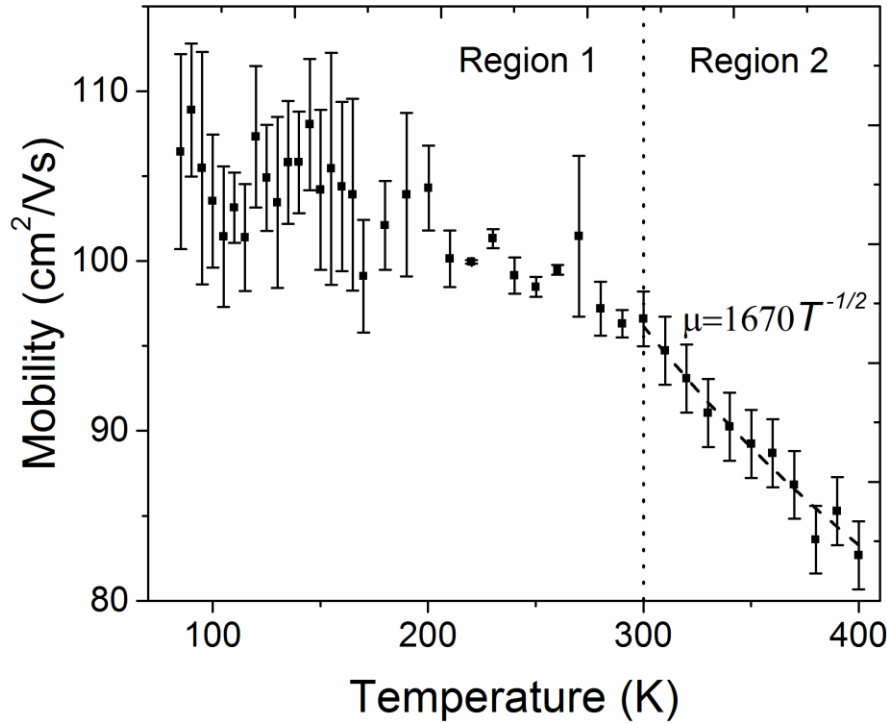 Region 1
Region 2
110
100
90
80
μ=1670T^{-1/2}
Mobility (cm²/Vs)
100
200
300
400
Temperature (K)